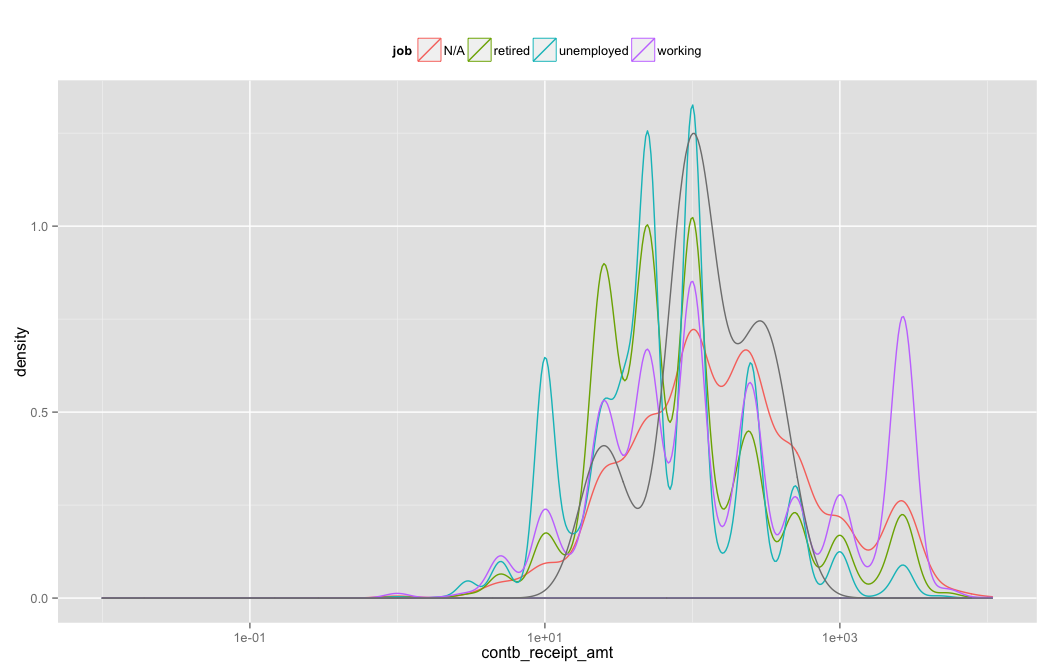 job N/A retired unemployed working
density
1.0
0.5
0.0
1e-01 1e+01 1e+03
contb_receipt_amt